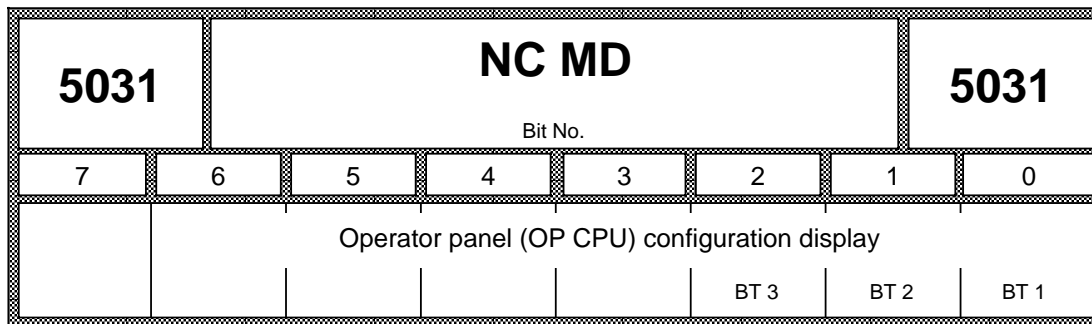 5031 NC MD 5031
Bit No.
7 6 5 4 3 2 1 0
Operator panel (OP CPU) configuration display
BT 3 BT 2 BT 1